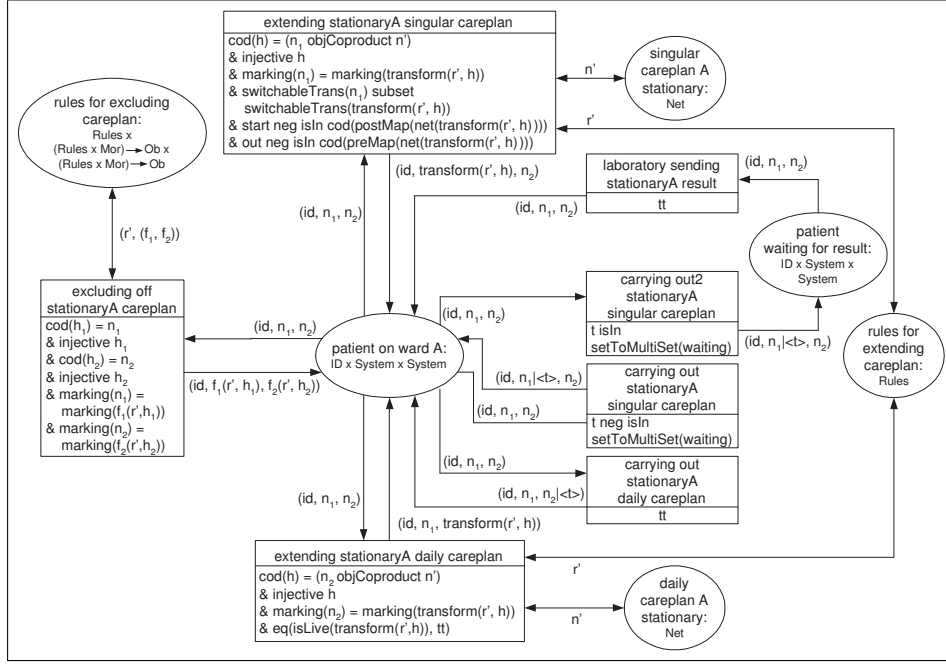 extending stationaryA singular careplan
cod(h) = (n₁ objCoproduct n')
& injective h
& marking(n₁) = marking(transform(r', h))
& switchableTrans(n₁) subset
switchableTrans(transform(r', h))
& start neg isIn cod(postMap(net(transform(r', h))))
& out neg isIn cod(preMap(net(transform(r', h))))
n'
singular
careplan A
stationary:
Net
r'
rules for excluding
careplan:
Rules x
(Rules x Mor)→Ob x
(Rules x Mor)→Ob
(r', (f₁, f₂))
(id, n₁, n₂)
(id, transform(r', h), n₂)
(id, n₁, n₂)
laboratory sending
stationaryA result
tt
(id, n₁, n₂)
patient
waiting for result:
ID x System x
System
excluding off
stationaryA careplan
cod(h₁) = n₁
& injective h₁
& cod(h₂) = n₂
& injective h₂
& marking(n₁) =
marking(f₁(r',h₁))
& marking(n₂) =
marking(f₂(r',h₂))
(id, n₁, n₂)
(id, f₁(r', h₁), f₂(r', h₂))
patient on ward A:
ID x System x System
(id, n₁, n₂)
carrying out2
stationaryA
singular careplan
t isIn
setToMultiSet(waiting)
(id, n₁|<t>, n₂)
rules for
extending
careplan:
Rules
(id, n₁|<t>, n₂)
(id, n₁, n₂)
carrying out
stationaryA
singular careplan
t neg isIn
setToMultiSet(waiting)
(id, n₁, n₂)
(id, n₁, n₂|<t>)
carrying out
stationaryA
daily careplan
tt
(id, n₁, n₂)
(id, n₁, transform(r', h))
extending stationaryA daily careplan
cod(h) = (n₂ objCoproduct n')
& injective h
& marking(n₂) = marking(transform(r', h))
& eq(isLive(transform(r',h)), tt)
r'
n'
daily
careplan A
stationary:
Net